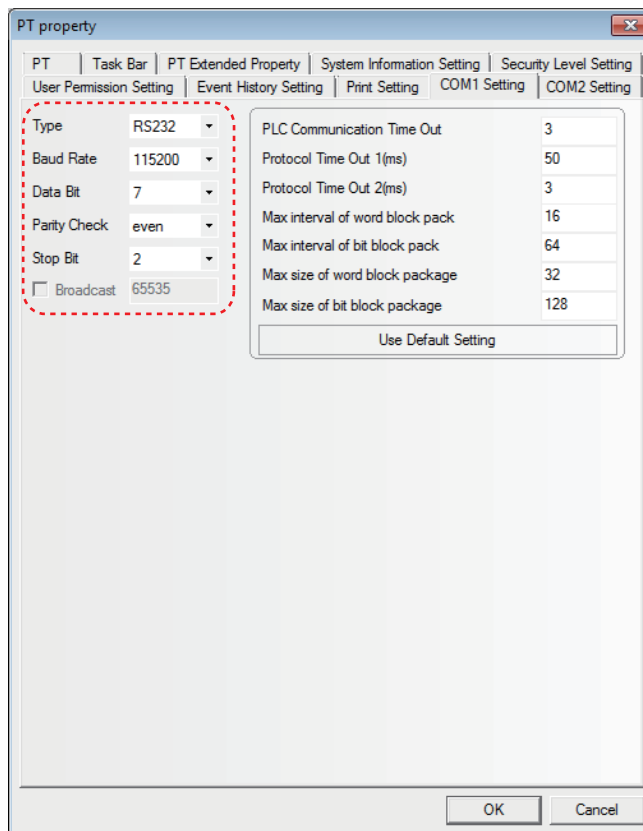 PT property
PT Task Bar PT Extended Property System Information Setting Security Level Setting
User Permission Setting Event History Setting Print Setting COM1 Setting COM2 Setting
Type RS232
Baud Rate 115200
Data Bit 7
Parity Check even
Stop Bit 2
Broadcast 65535
PLC Communication Time Out 3
Protocol Time Out 1(ms) 50
Protocol Time Out 2(ms) 3
Max interval of word block pack 16
Max interval of bit block pack 64
Max size of word block package 32
Max size of bit block package 128
Use Default Setting
OK Cancel